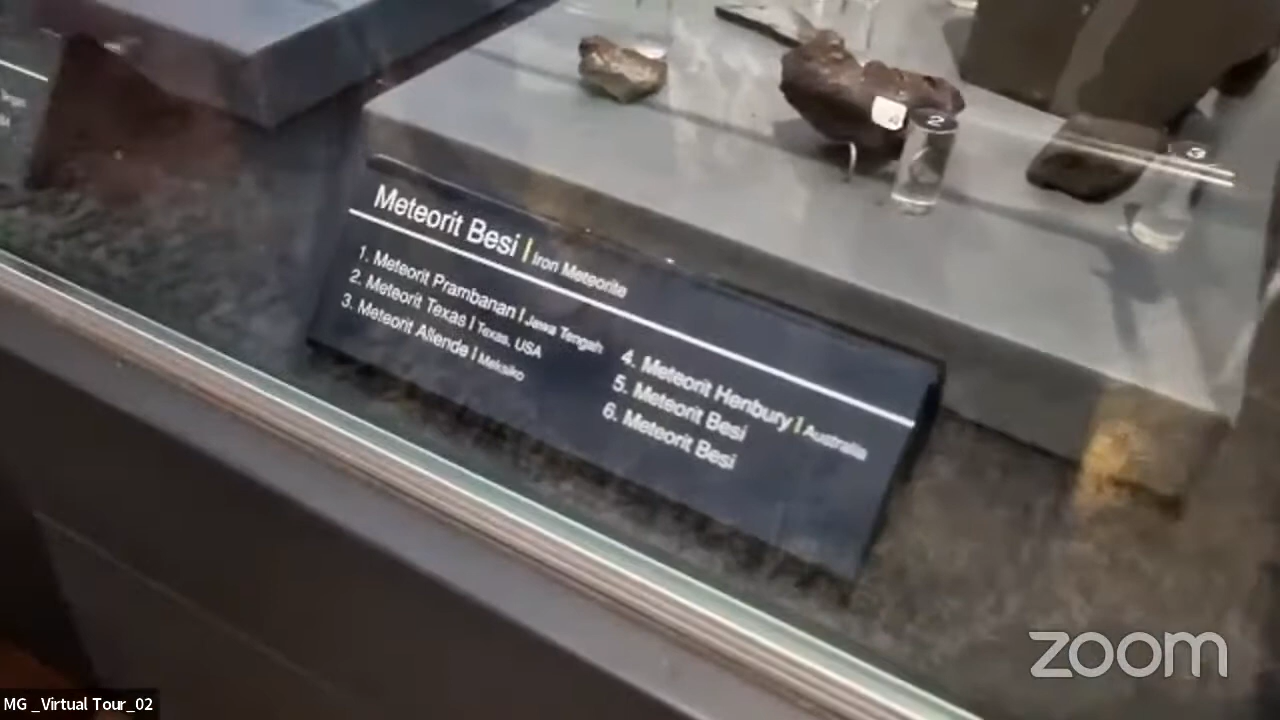 Meteorit Besi | Iron Meteorite
1. Meteorit Prambanan | Jawa Tengah
2. Meteorit Texas | Texas, USA
3. Meteorit Allende | Meksiko
4. Meteorit Henbury | Australia
5. Meteorit Besi
6. Meteorit Besi
2
3
zoom
MG _Virtual Tour_02